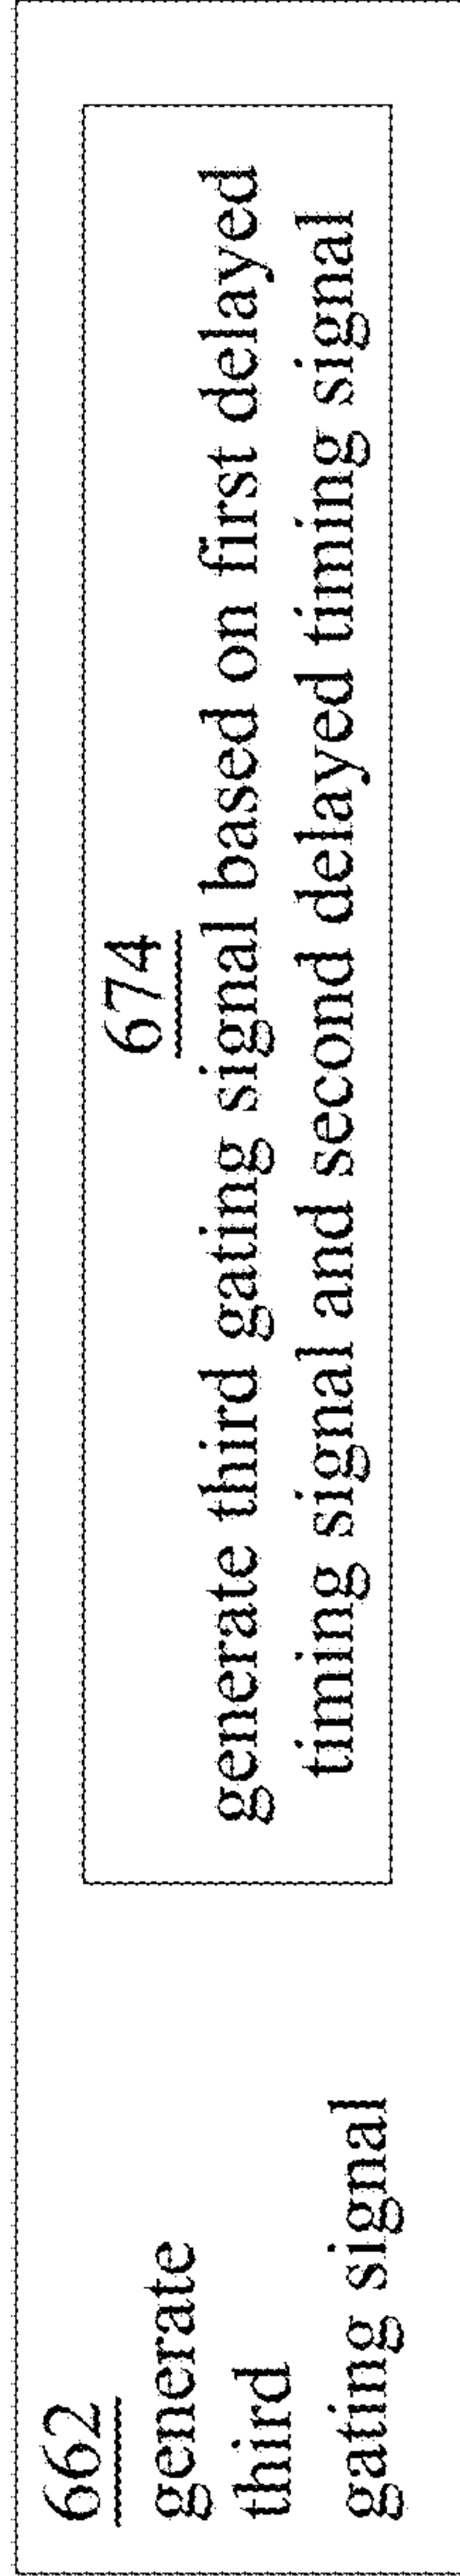 662
generate
third
gating signal
674
generate third gating signal based on first delayed
timing signal and second delayed timing signal